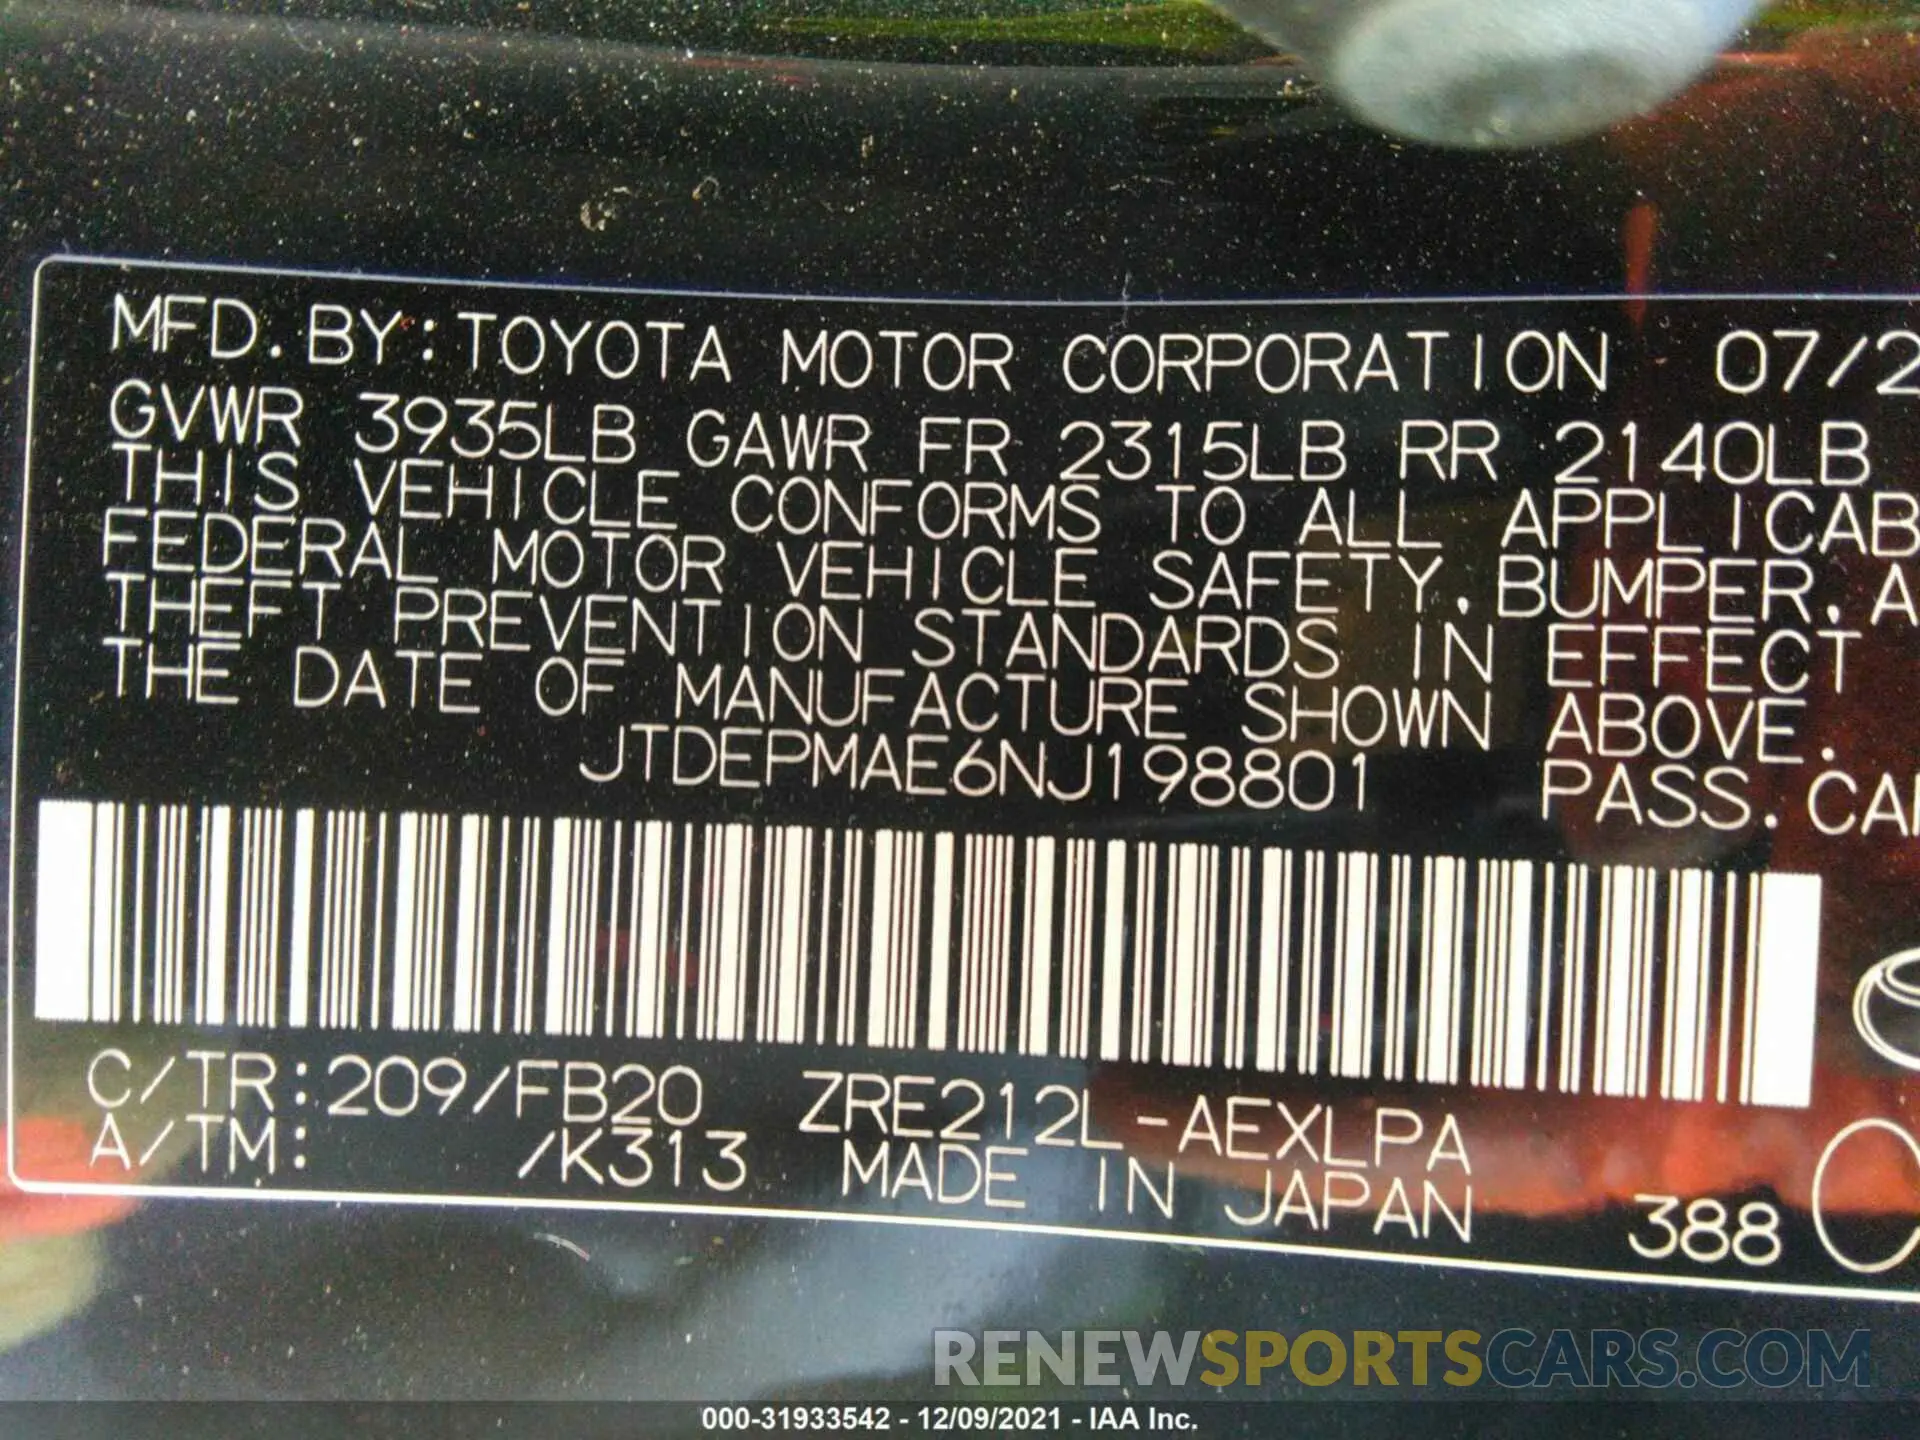 MFD. BY: TOYOTA MOTOR CORPORATION 07/2
GVWR 3935LB GAWR FR 2315LB RR 2140LB
THIS VEHICLE CONFORMS TO ALL APPLICAB
FEDERAL MOTOR VEHICLE SAFETY, BUMPER, A
THEFT PREVENTION STANDARDS IN EFFECT
THE DATE OF MANUFACTURE SHOWN ABOVE.
JTDEPMAE6NJ198801 PASS. CAR
C/TR: 209/FB20 ZRE212L-AEXLPA
A/TM: /K313 MADE IN JAPAN 388
RENEWSPORTSCARS.COM
000-31933542 - 12/09/2021 - IAA Inc.